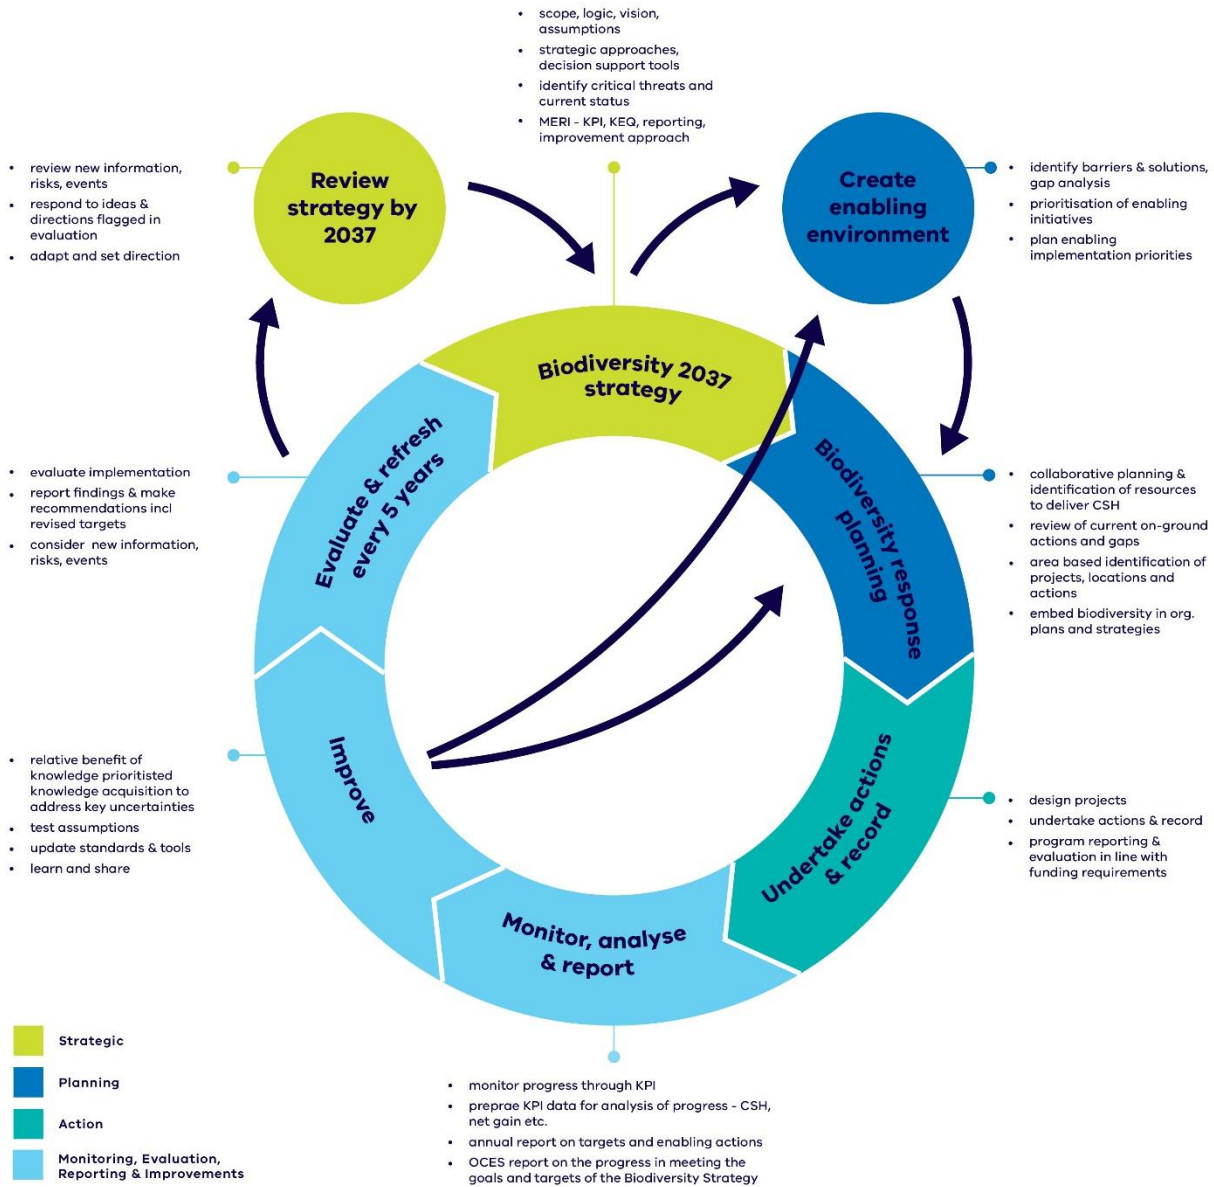 • scope, logic, vision,
assumptions
• strategic approaches,
decision support tools
• identify critical threats and
current status
• MERI - KPI, KEQ, reporting,
improvement approach
Review
strategy by
2037
• review new information,
risks, events
• respond to ideas &
directions flagged in
evaluation
• adapt and set direction
Create
enabling
environment
• identify barriers & solutions,
gap analysis
• prioritisation of enabling
initiatives
• plan enabling
implementation priorities
Biodiversity 2037
strategy
Biodiversity response
planning
• collaborative planning &
identification of resources
to deliver CSH
• review of current on-ground
actions and gaps
• area based identification of
projects, locations and
actions
• embed biodiversity in org.
plans and strategies
Undertake actions
& record
• design projects
• undertake actions & record
• program reporting &
evaluation in line with
funding requirements
Monitor, analyse
& report
• monitor progress through KPI
• preprae KPI data for analysis of progress - CSH,
net gain etc.
• annual report on targets and enabling actions
• OCES report on the progress in meeting the
goals and targets of the Biodiversity Strategy
Improve
• relative benefit of
knowledge prioritisted
knowledge acquisition to
address key uncertainties
• test assumptions
• update standards & tools
• learn and share
Evaluate & refresh
every 5 years
• evaluate implementation
• report findings & make
recommendations incl
revised targets
• consider new information,
risks, events
Strategic
Planning
Action
Monitoring, Evaluation,
Reporting & Improvements